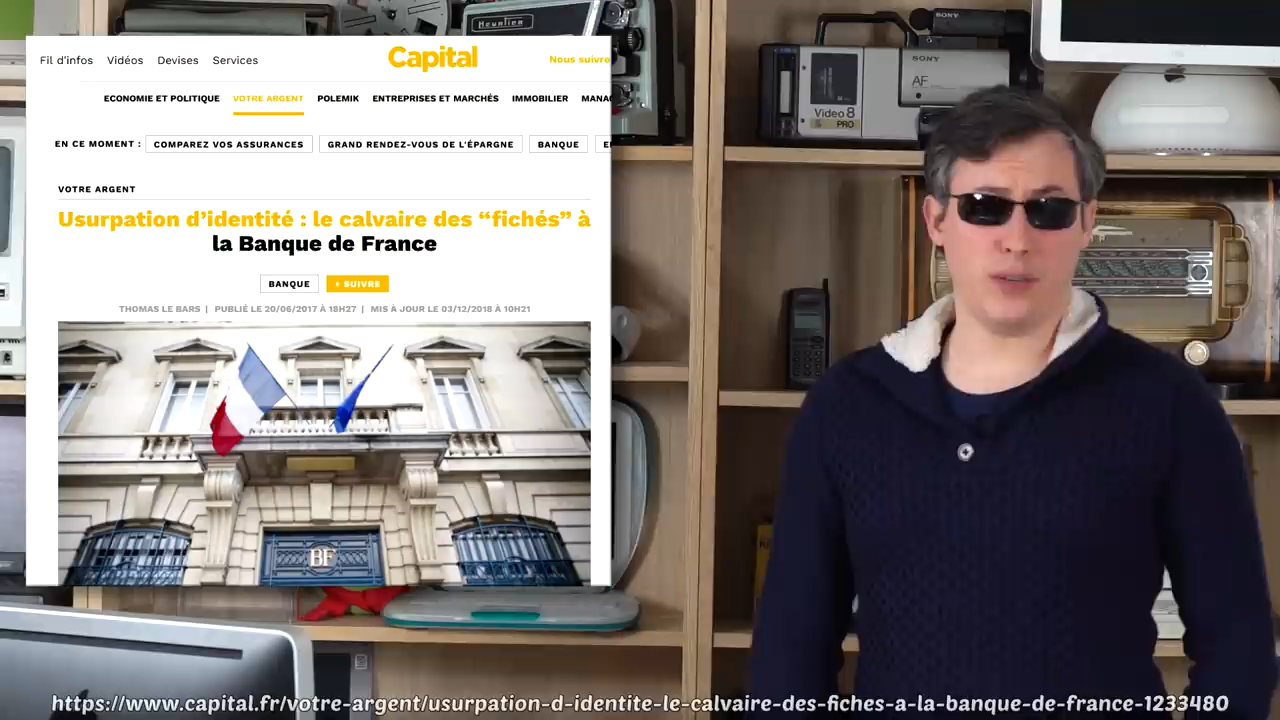 Fil d'infos Vidéos Devises Services
Capital
Nous suivre
ECONOMIE ET POLITIQUE VOTRE ARGENT POLEMIK ENTREPRISES ET MARCHÉS IMMOBILIER
EN CE MOMENT : COMPAREZ VOS ASSURANCES GRAND RENDEZ-VOUS DE L'ÉPARGNE BANQUE
VOTRE ARGENT
Usurpation d’identité : le calvaire des “fichés” à
la Banque de France
BANQUE + SUIVRE
THOMAS LE BARS | PUBLIÉ LE 20/06/2017 À 18H27 | MIS À JOUR LE 03/12/2018 À 10H21
BF
Heurtier
SONY
SONY
AF
Video 8
PRO
https://www.capital.fr/votre-argent/usurpation-d-identite-le-calvaire-des-fiches-a-la-banque-de-france-1233480